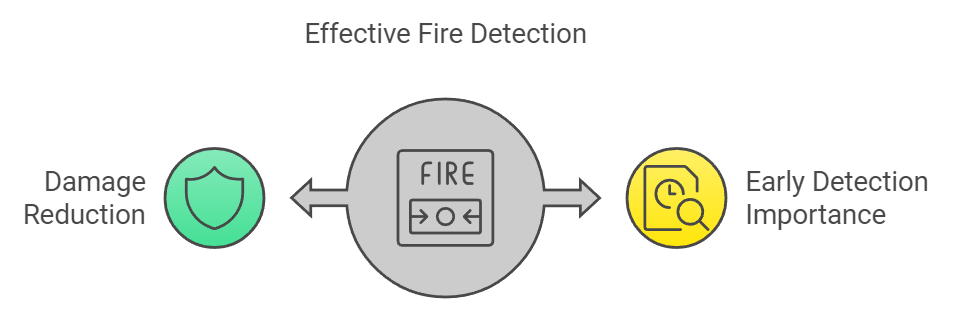 Effective Fire Detection
Damage
Reduction
FIRE
Early Detection
Importance